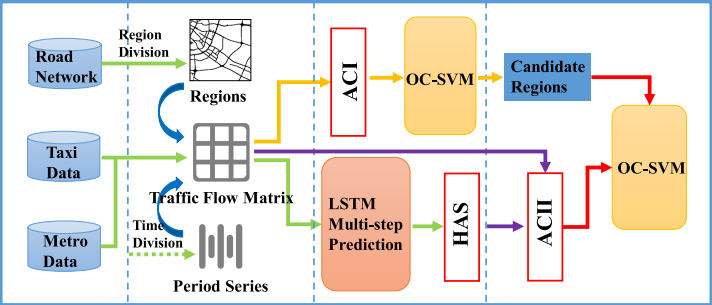 Road
Network
Region
Division
Regions
Taxi
Data
Traffic Flow Matrix
Metro
Data
Time
Division
Period Series
ACI
OC-SVM
LSTM
Multi-step
Prediction
HAS
Candidate
Regions
ACII
OC-SVM